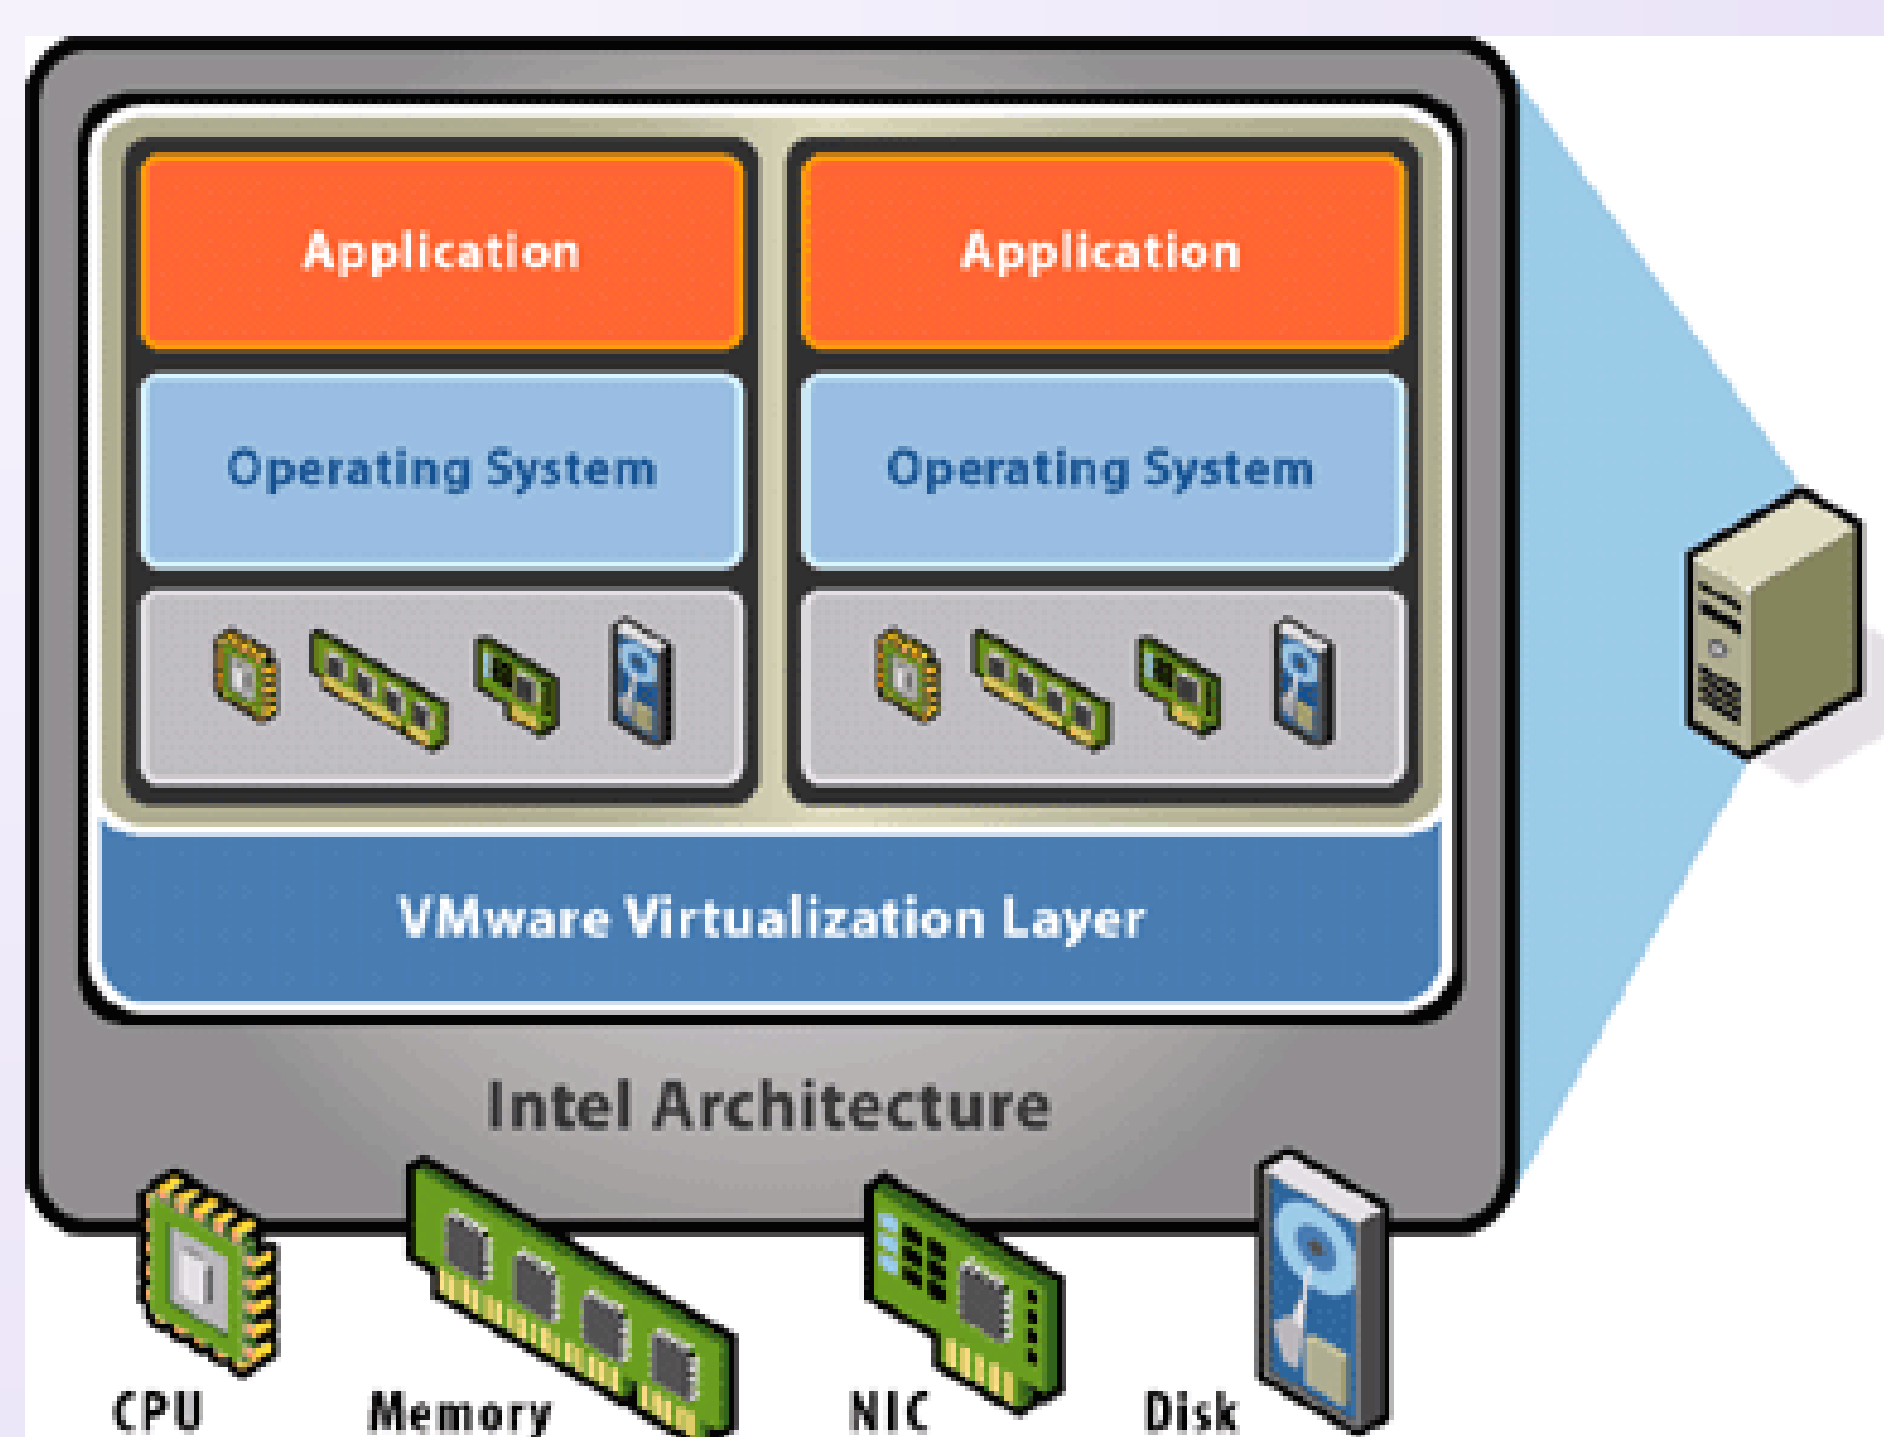 Application
Application
Operating System
Operating System
VMware Virtualization Layer
Intel Architecture
CPU
Memory
NIC
Disk